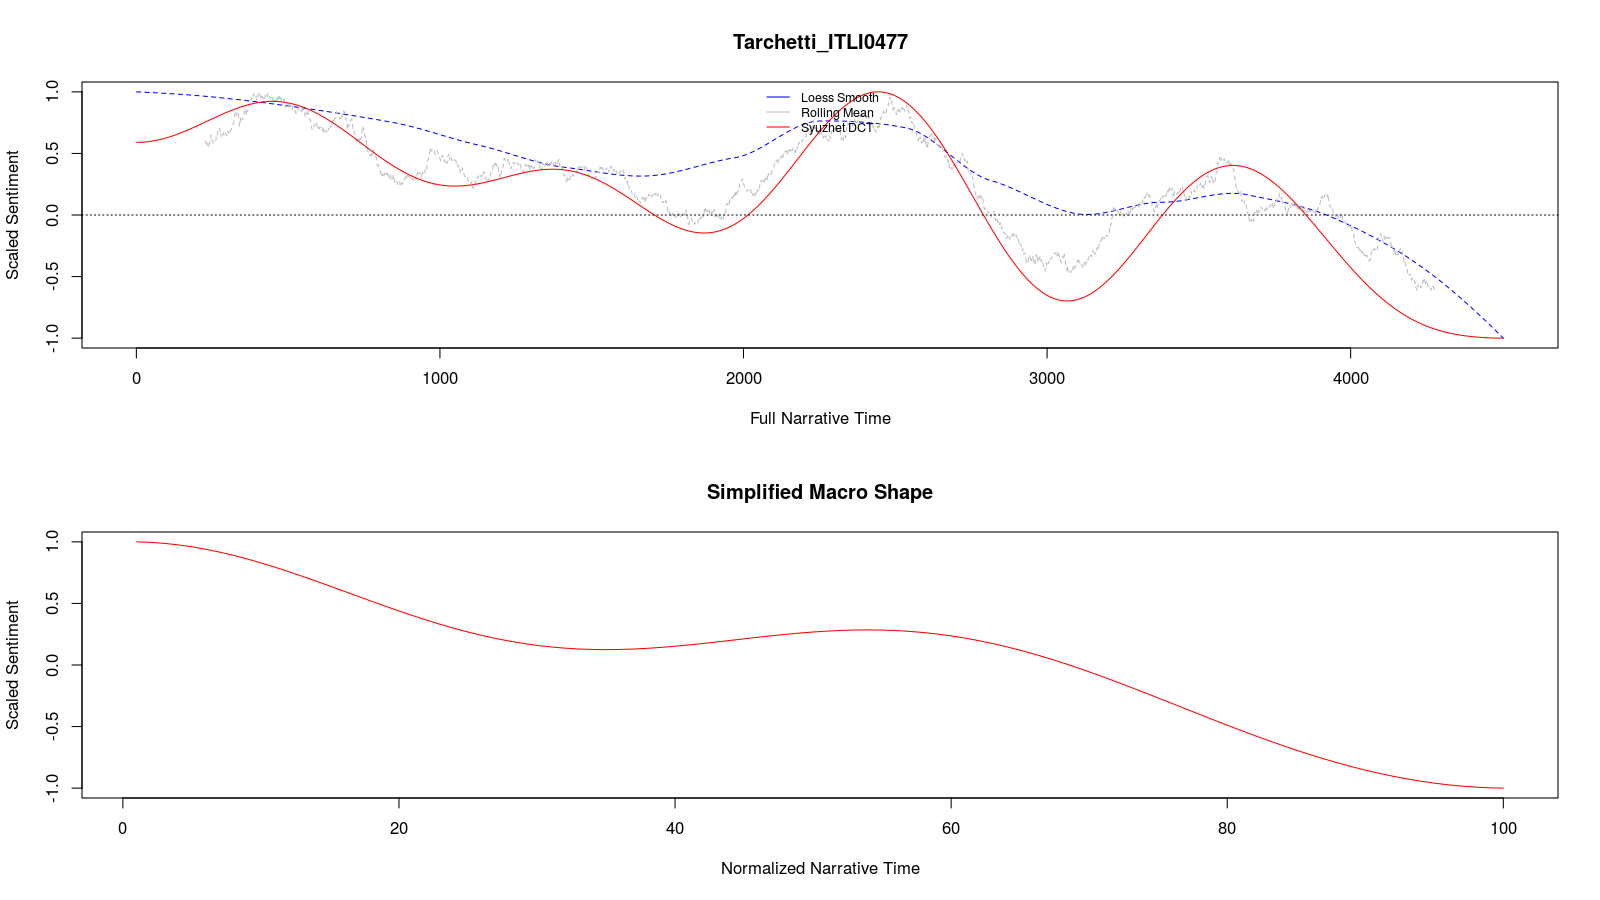 Tarchetti_ITLI0477
Loess Smooth
Rolling Mean
Syuzhet DCT
1.0
0.5
0.0
-0.5
-1.0
Scaled Sentiment
0 1000 2000 3000 4000
Full Narrative Time
Simplified Macro Shape
1.0
0.5
0.0
-0.5
-1.0
Scaled Sentiment
0 20 40 60 80 100
Normalized Narrative Time